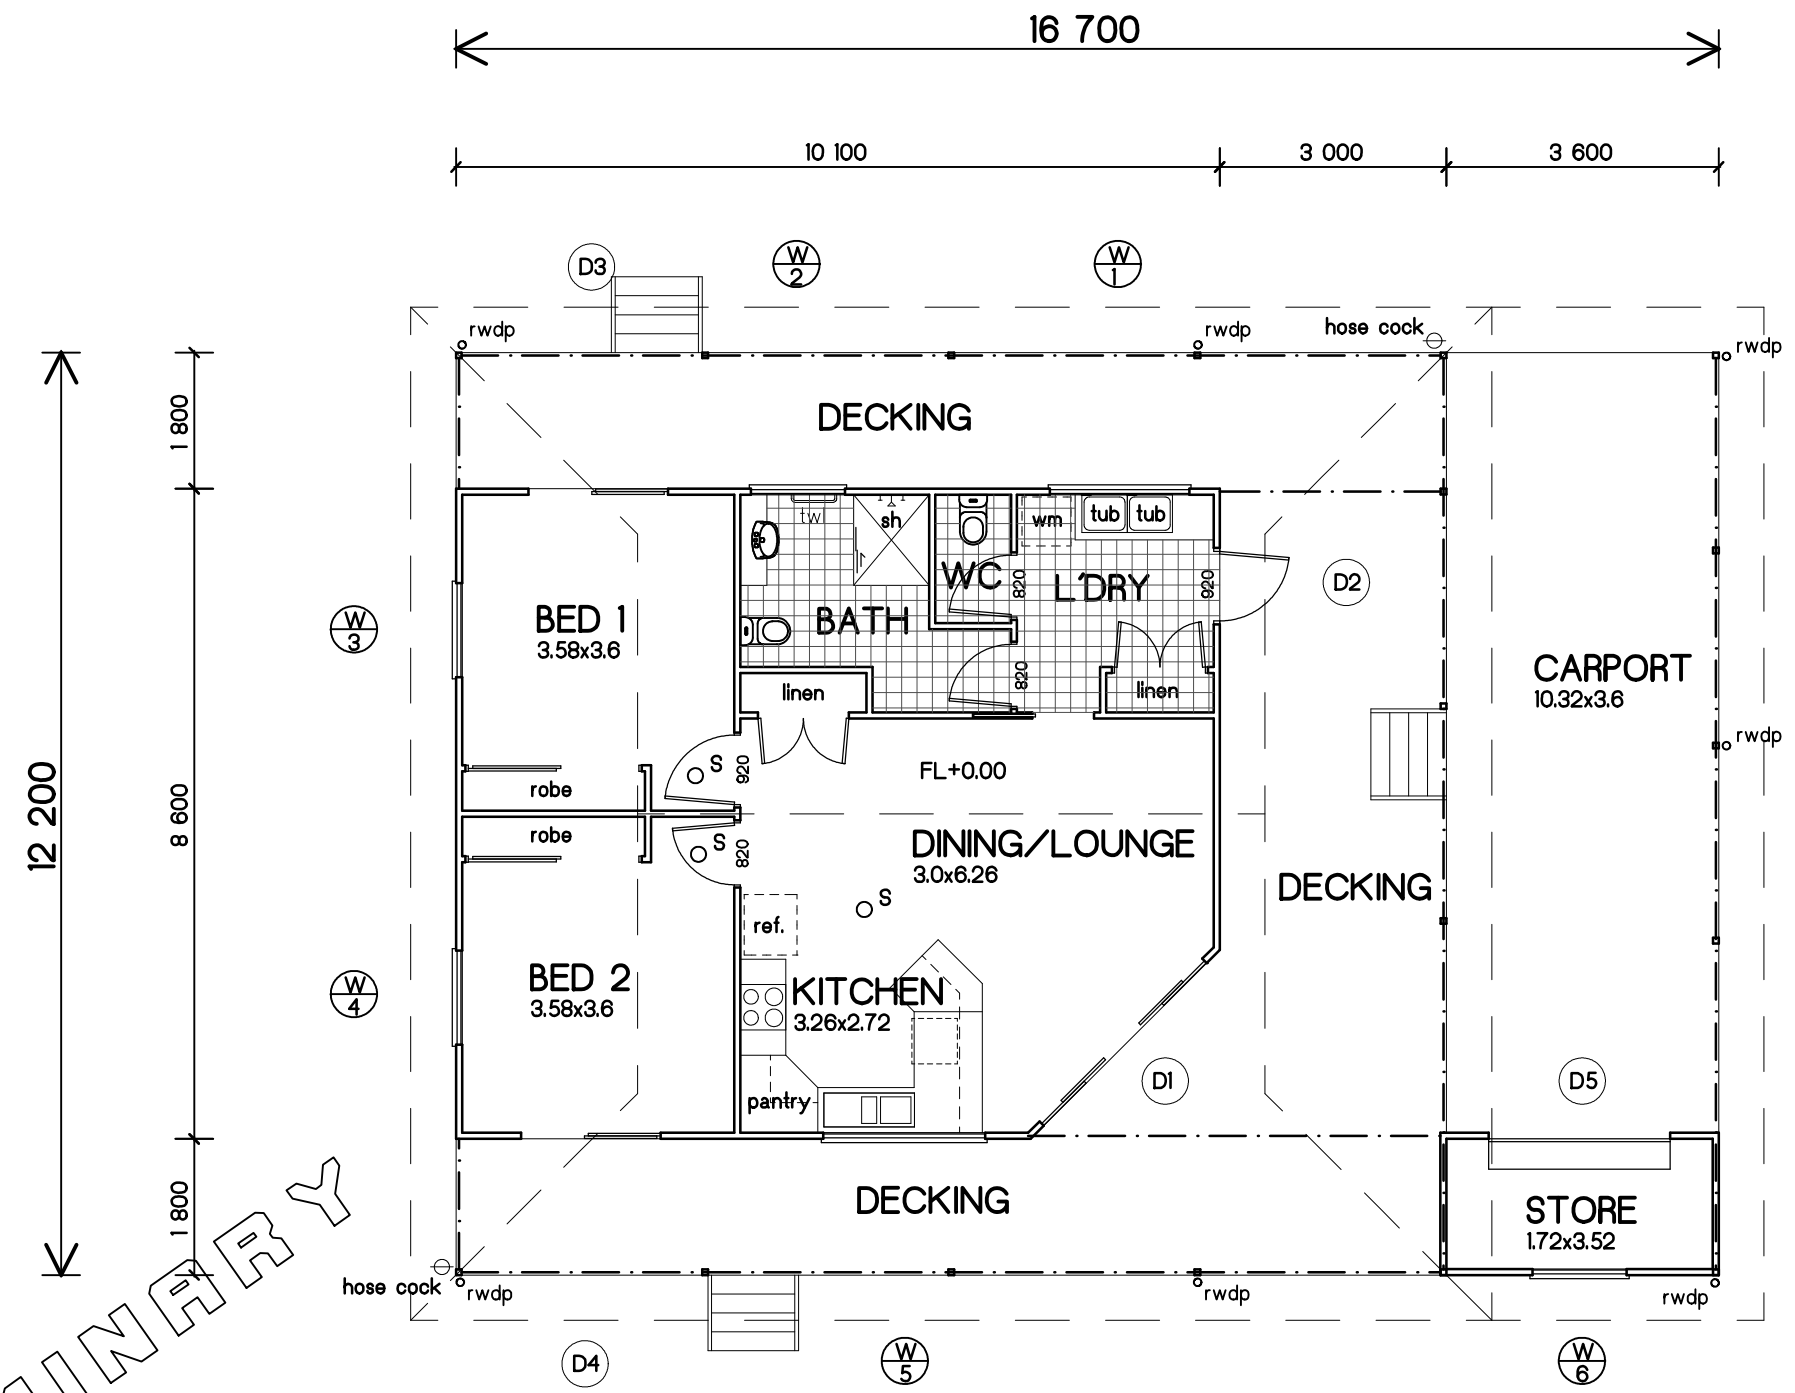 16 700
10 100
3 000
3 600
D3
W
2
W
1
rwdp
rwdp
hose cock
rwdp
1 800
DECKING
tw
sh
wm
tub
tub
WC
820
L'DRY
920
D2
BED 1
3.58x3.6
BATH
W
3
820
linen
linen
CARPORT
10.32x3.6
rwdp
12 200
8 600
robe
S
920
FL+0.00
robe
S
820
DINING/LOUNGE
3.0x6.26
DECKING
S
ref.
BED 2
3.58x3.6
KITCHEN
3.26x2.72
W
4
D1
D5
pantry
1 800
DECKING
STORE
1.72x3.52
hose cock
rwdp
rwdp
rwdp
D4
W
5
W
6
INARY